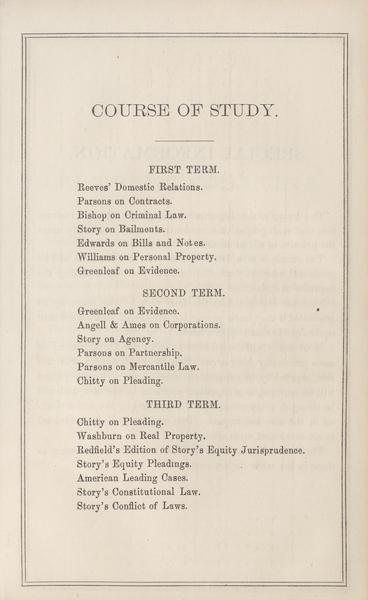 COURSE OF STUDY.
FIRST TERM.
Reeves' Domestic Relations.
Parsons on Contracts.
Bishop on Criminal Law.
Story on Bailments.
Edwards on Bills and Notes.
Williams on Personal Property.
Greenleaf on Evidence.
SECOND TERM.
Greenleaf on Evidence.
Angell & Ames on Corporations.
Story on Agency.
Parsons on Partnership.
Parsons on Mercantile Law.
Chitty on Pleading.
THIRD TERM.
Chitty on Pleading.
Washburn on Real Property.
Redfield's Edition of Story's Equity Jurisprudence.
Story's Equity Pleadings.
American Leading Cases.
Story's Constitutional Law.
Story's Conflict of Laws.